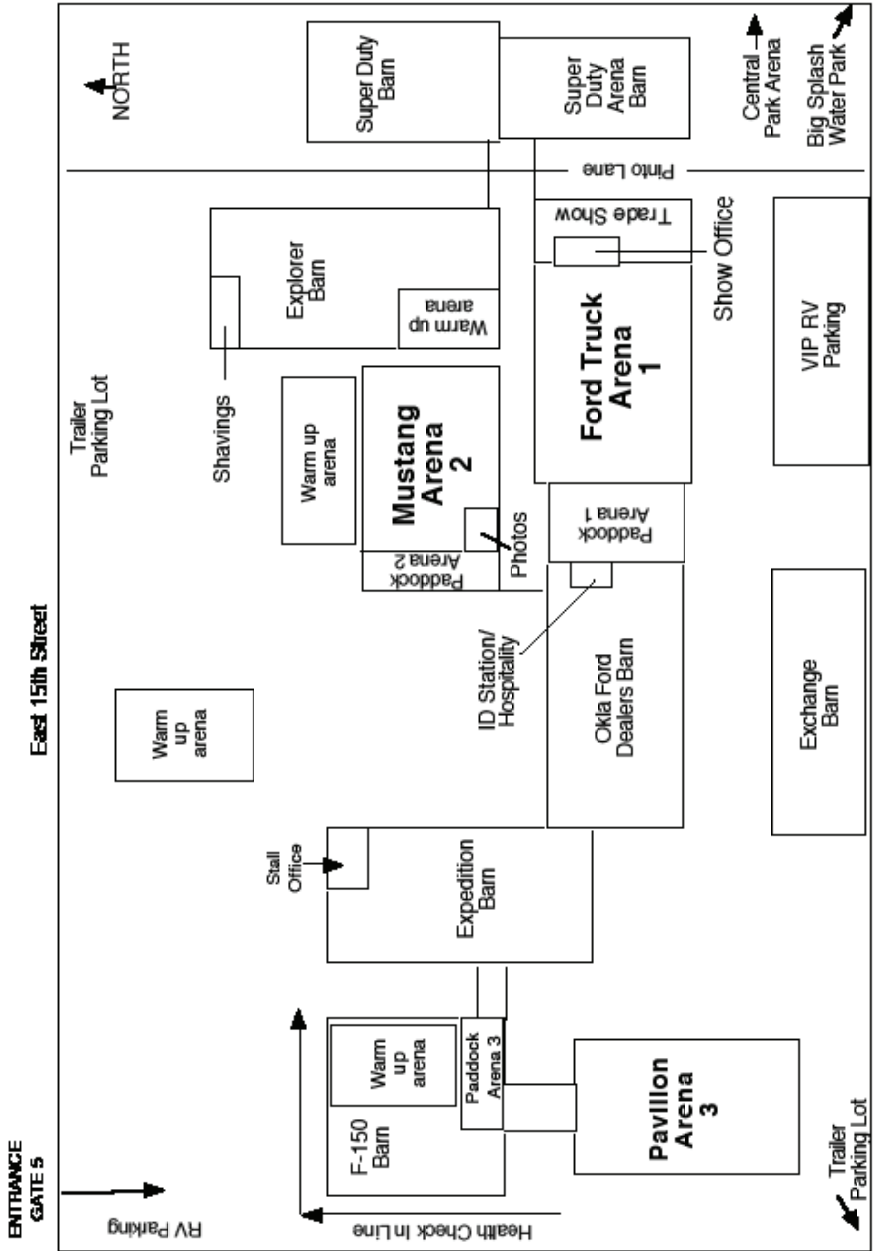 ENTRANCE
GATE 5
East 15th Street
NORTH
RV Parking
Trailer
Parking Lot
Warm
up
arena
Shavings
Explorer
Barn
Warm up
arena
Super Duty
Barn
Super
Duty
Arena
Barn
Pinto Lane
Central
Park Arena
Big Splash
Water Park
Warm up
arena
Mustang
Arena
2
Paddock
Arena 2
Photos
Stall
Office
Expedition
Barn
ID Station/
Hospitality
Okla Ford
Dealers Barn
Paddock
Arena 1
Ford Truck
Arena
1
Trade Show
Show Office
Health Check In Line
F-150
Barn
Warm
up
arena
Paddock
Arena 3
Pavilion
Arena
3
Trailer
Parking Lot
Exchange
Barn
VIP RV
Parking